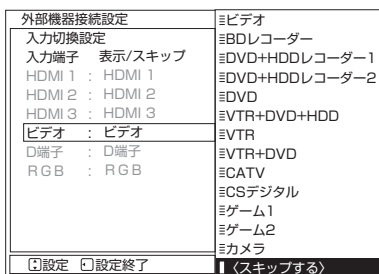 外部機器接続設定
入力切換設定
入力端子 表示/スキップ
HDMI 1 : HDMI 1
HDMI 2 : HDMI 2
HDMI 3 : HDMI 3
ビデオ : ビデオ
D端子 : D端子
RGB : RGB
設定 設定終了
ビデオ
BDレコーダー
DVD+HDDレコーダー1
DVD+HDDレコーダー2
DVD
VTR+DVD+HDD
VTR
VTR+DVD
CATV
CSデジタル
ゲーム1
ゲーム2
カメラ
〈スキップする〉